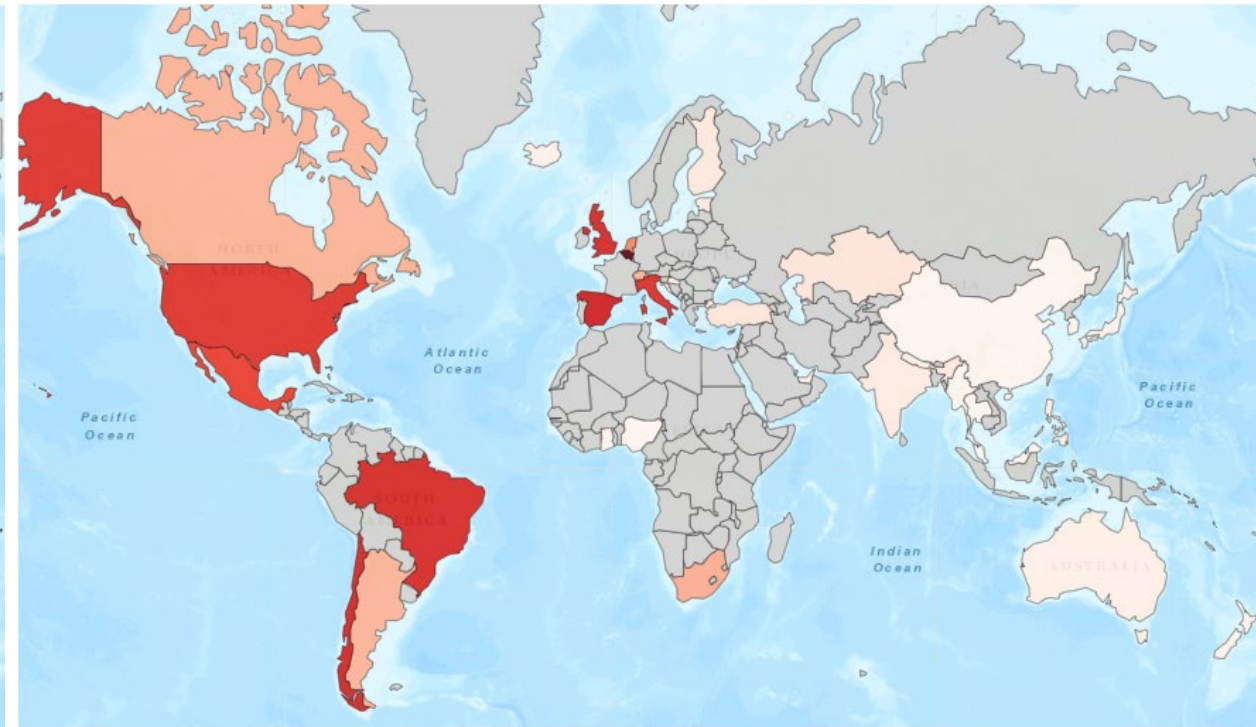 NORTH
AMERICA
Atlantic
Ocean
Pacific
Ocean
Pacific
Ocean
SOUTH
AMERICA
Indian
Ocean
AUSTRALIA